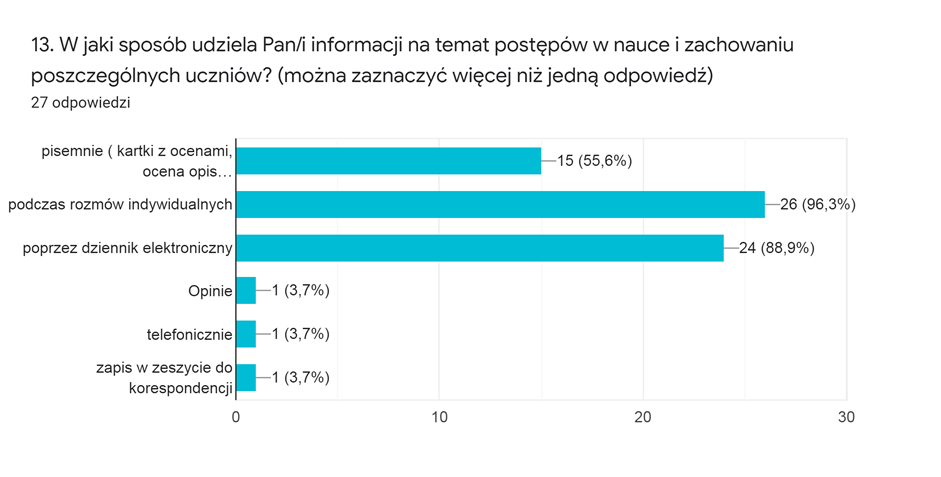 13. W jaki sposób udziela Pan/i informacji na temat postępów w nauce i zachowaniu
poszczególnych uczniów? (można zaznaczyć więcej niż jedną odpowiedź)
27 odpowiedzi
pisemnie ( kartki z ocenami,
ocena opis…
15 (55,6%)
podczas rozmów indywidualnych
26 (96,3%)
poprzez dziennik elektroniczny
24 (88,9%)
Opinie
1 (3,7%)
telefonicznie
1 (3,7%)
zapis w zeszycie do
korespondencji
1 (3,7%)
0 10 20 30